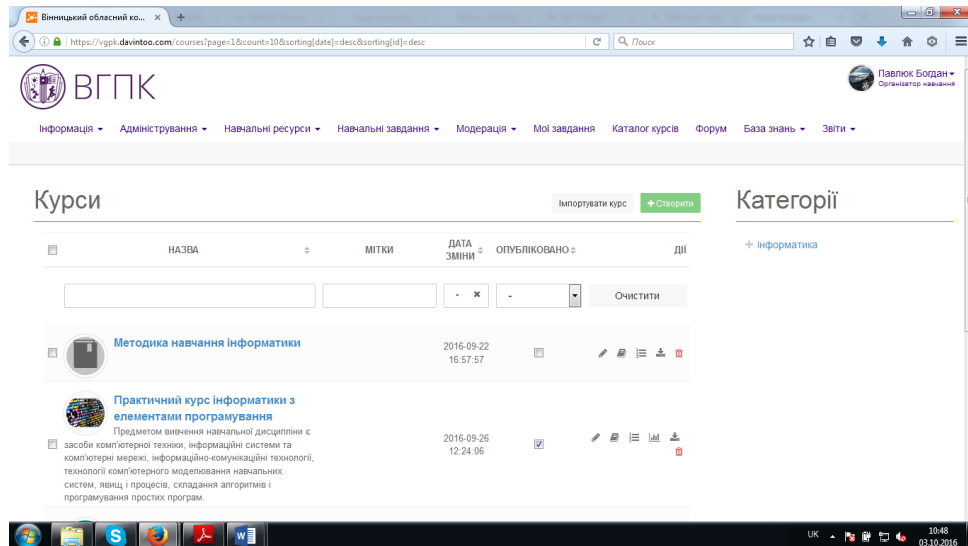 Вінницький обласний ко...
https://vgpk.davintoo.com/courses?page=1&count=10&sorting[date]=desc&sorting[id]=desc
Поиск
ВГПК
Павлюк Богдан
Організатор навчання
Інформація Адміністрування Навчальні ресурси Навчальні завдання Модерація Мої завдання Каталог курсів Форум База знань Звіти
Курси
Імпортувати курс + Створити
Категорії
+ Інформатика
НАЗВА МІТКИ ДАТА ЗМІНИ ОПУБЛІКОВАНО ДІЇ
- ✖ - Очистити
Методика навчання інформатики
2016-09-22
16:57:57
Практичний курс інформатики з
елементами програмування
Предметом вивчення навчальної дисципліни є
засоби комп'ютерної техніки, інформаційні системи та
комп'ютерні мережі, інформаційно-комунікаційні технології,
технології комп'ютерного моделювання навчальних
систем, явищ і процесів, складання алгоритмів і
програмування простих програм.
2016-09-26
12:24:06
UK
10:48
03.10.2016